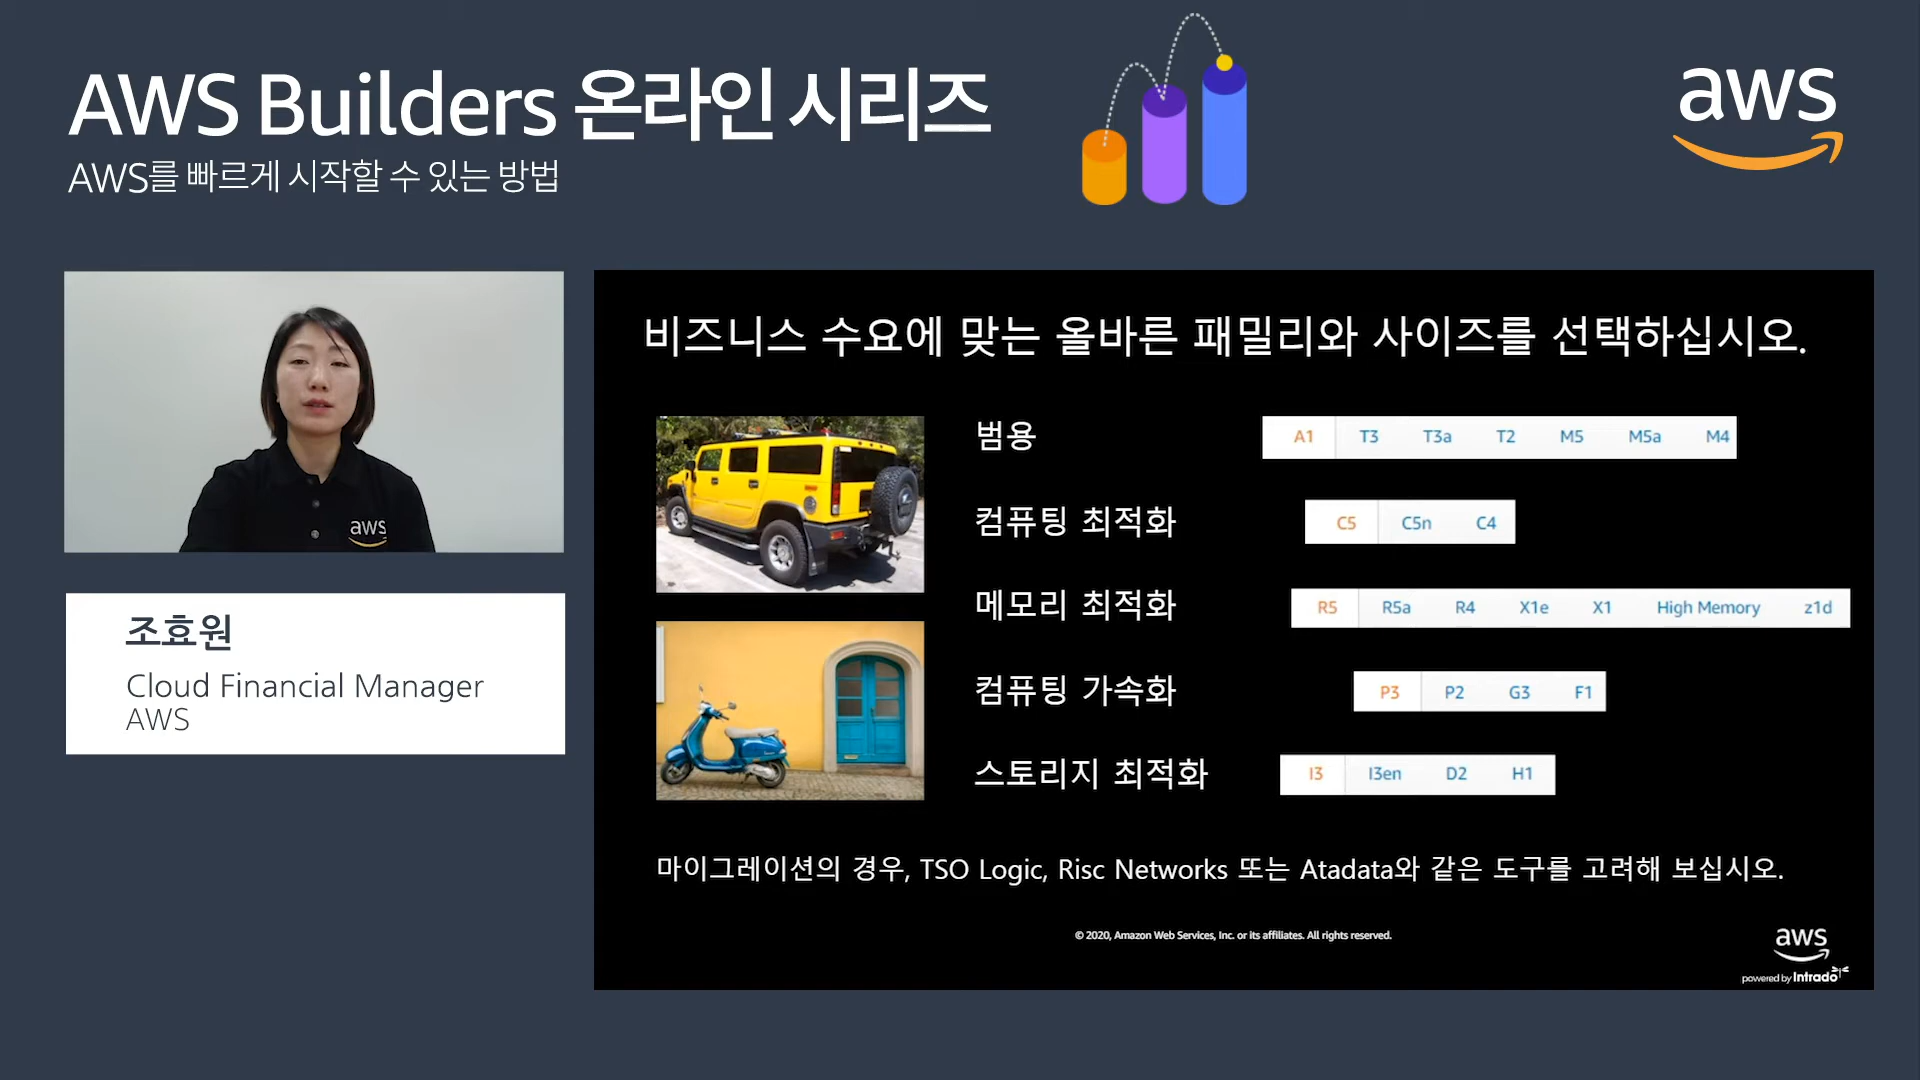 AWS Builders 온라인 시리즈
AWS를 빠르게 시작할 수 있는 방법
aws
aws
조효원
Cloud Financial Manager
AWS
비즈니스 수요에 맞는 올바른 패밀리와 사이즈를 선택하십시오.
범용 A1 T3 T3a T2 M5 M5a M4
컴퓨팅 최적화 C5 C5n C4
메모리 최적화 R5 R5a R4 X1e X1 High Memory z1d
컴퓨팅 가속화 P3 P2 G3 F1
스토리지 최적화 I3 I3en D2 H1
마이그레이션의 경우, TSO Logic, Risc Networks 또는 Atadata와 같은 도구를 고려해 보십시오.
© 2020, Amazon Web Services, Inc. or its affiliates. All rights reserved.
aws
powered by Intrado